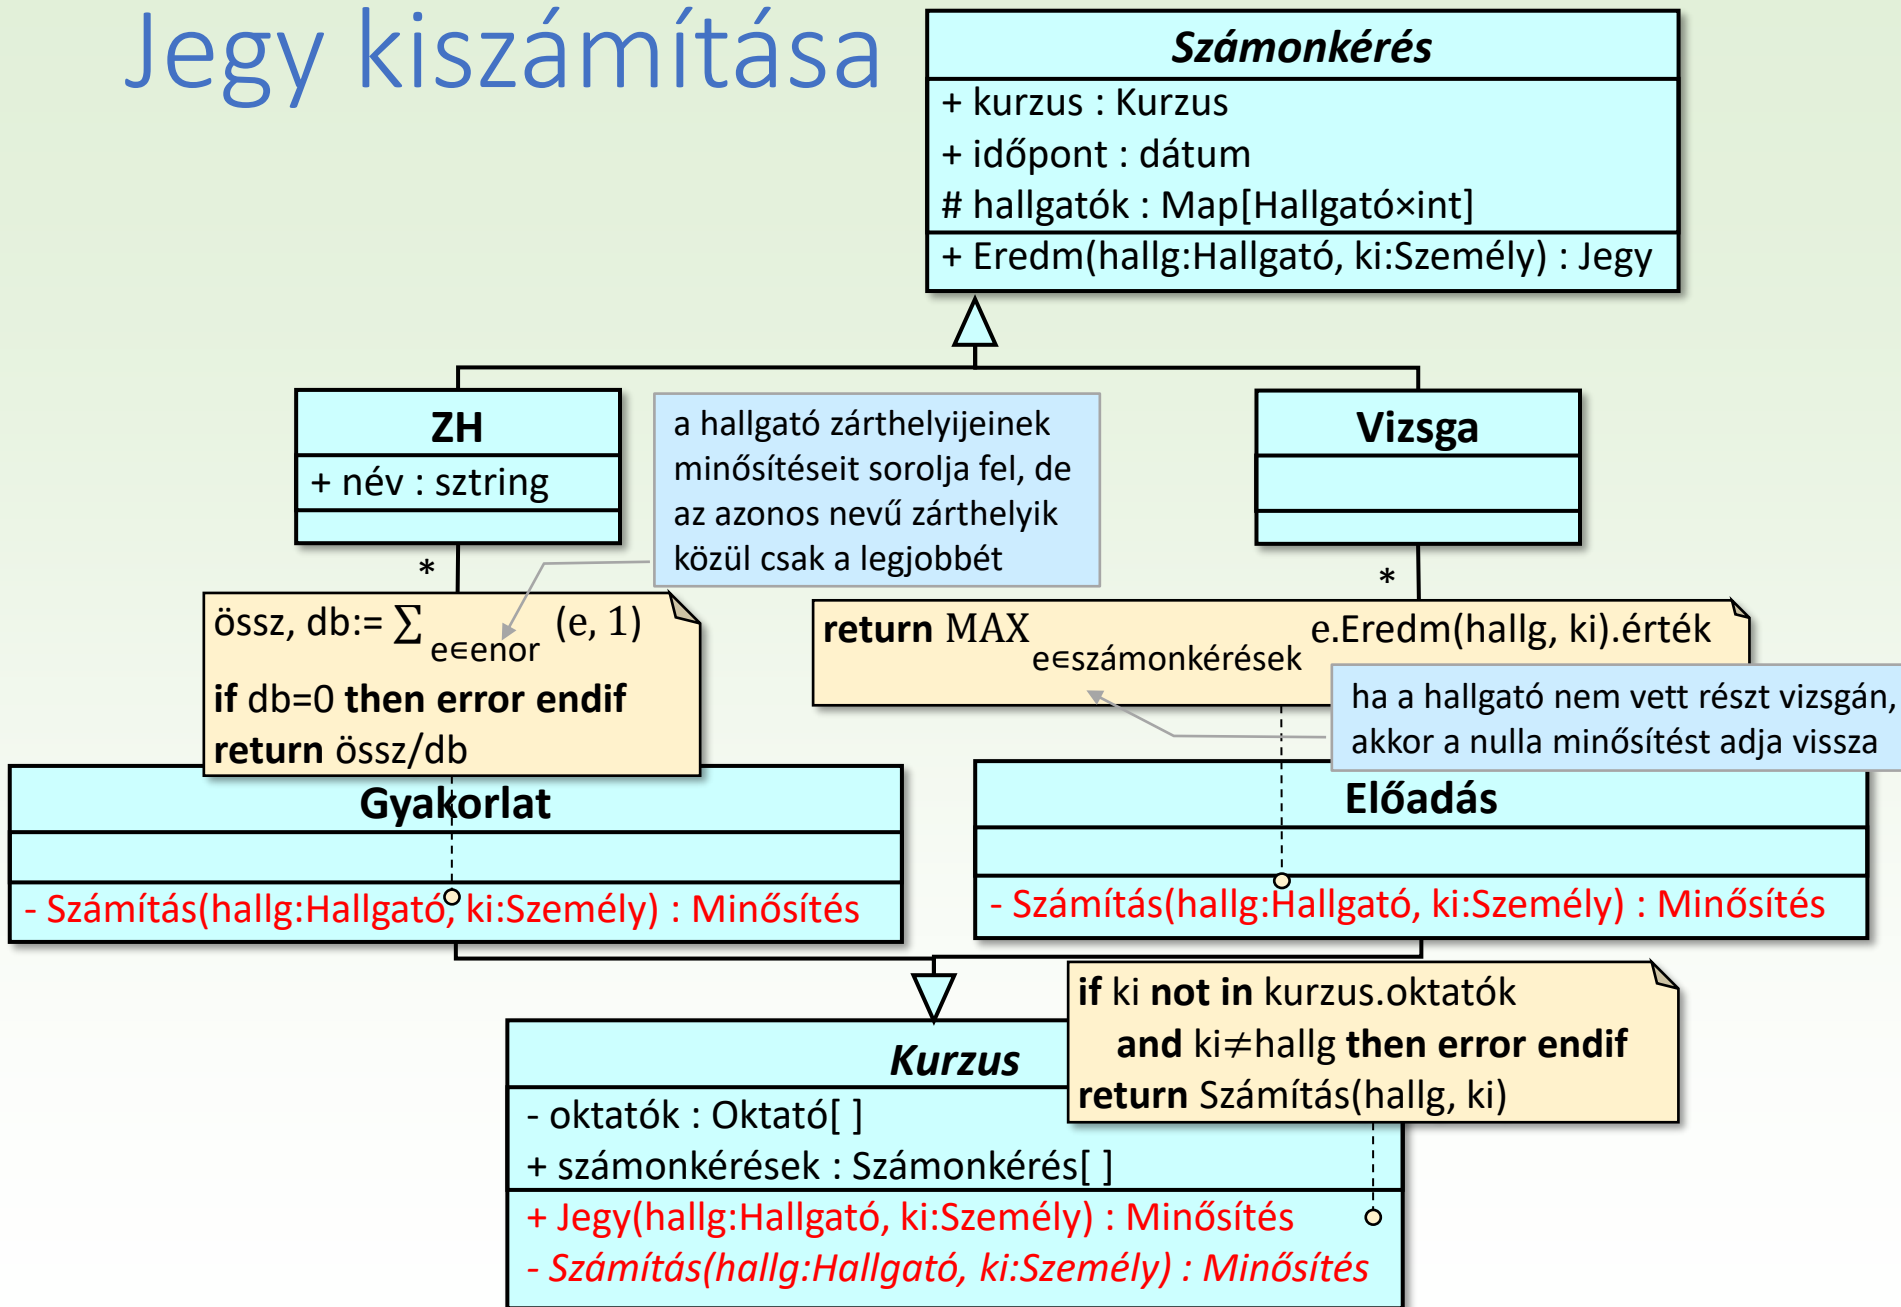 Jegy kiszámítása
Számonkérés
+ kurzus : Kurzus
+ időpont : dátum
# hallgatók : Map[Hallgató×int]
+ Eredm(hallg:Hallgató, ki:Személy) : Jegy
ZH
+ név : sztring
*
a hallgató zárthelyijeinek
minősítéseit sorolja fel, de
az azonos nevű zárthelyik
közül csak a legjobbét
Vizsga
*
össz, db:= ∑ e∈enor (e, 1)
if db=0 then error endif
return össz/db
return MAX e∈számonkérések e.Eredm(hallg, ki).érték
ha a hallgató nem vett részt vizsgán,
akkor a nulla minősítést adja vissza
Gyakorlat
- Számítás(hallg:Hallgató, ki:Személy) : Minősítés
Előadás
- Számítás(hallg:Hallgató, ki:Személy) : Minősítés
if ki not in kurzus.oktatók
and ki≠hallg then error endif
return Számítás(hallg, ki)
Kurzus
- oktatók : Oktató[ ]
+ számonkérések : Számonkérés[ ]
+ Jegy(hallg:Hallgató, ki:Személy) : Minősítés
- Számítás(hallg:Hallgató, ki:Személy) : Minősítés